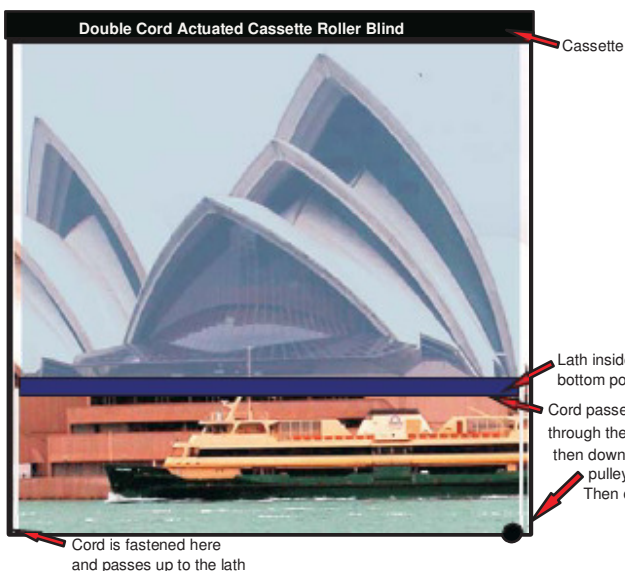 Double Cord Actuated Cassette Roller Blind
Cassette
Lath inside
bottom po
Cord passe
through the
then down
pulley
Then
Cord is fastened here
and passes up to the lath